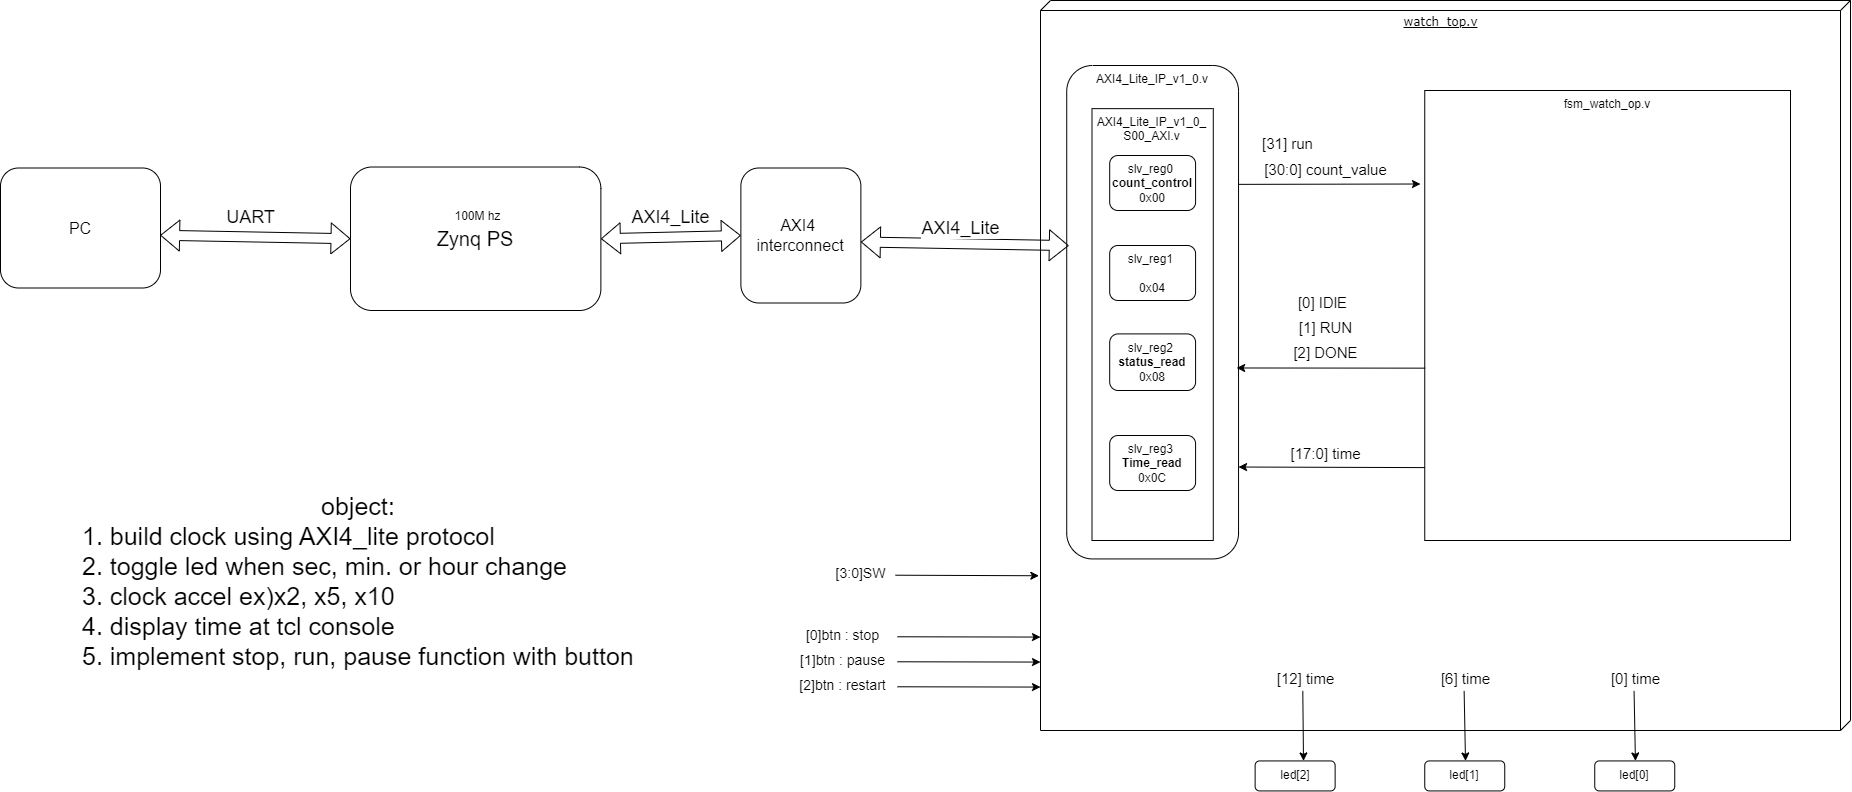 watch_top.v
AXI4_Lite_IP_v1_0.v
fsm_watch_op.v
AXI4_Lite_IP_v1_0_
S00_AXI.v
[31] run
[30:0] count_value
slv_reg0
count_control
0x00
PC
UART
100M hz
Zynq PS
AXI4_Lite
AXI4
interconnect
AXI4_Lite
slv_reg1
0x04
[0] IDIE
[1] RUN
[2] DONE
slv_reg2
status_read
0x08
[17:0] time
slv_reg3
Time_read
0x0C
object:
1. build clock using AXI4_lite protocol
2. toggle led when sec, min. or hour change
3. clock accel ex)x2, x5, x10
4. display time at tcl console
5. implement stop, run, pause function with button
[3:0]SW
[0]btn : stop
[1]btn : pause
[2]btn : restart
[12] time
[6] time
[0] time
led[2]
led[1]
led[0]